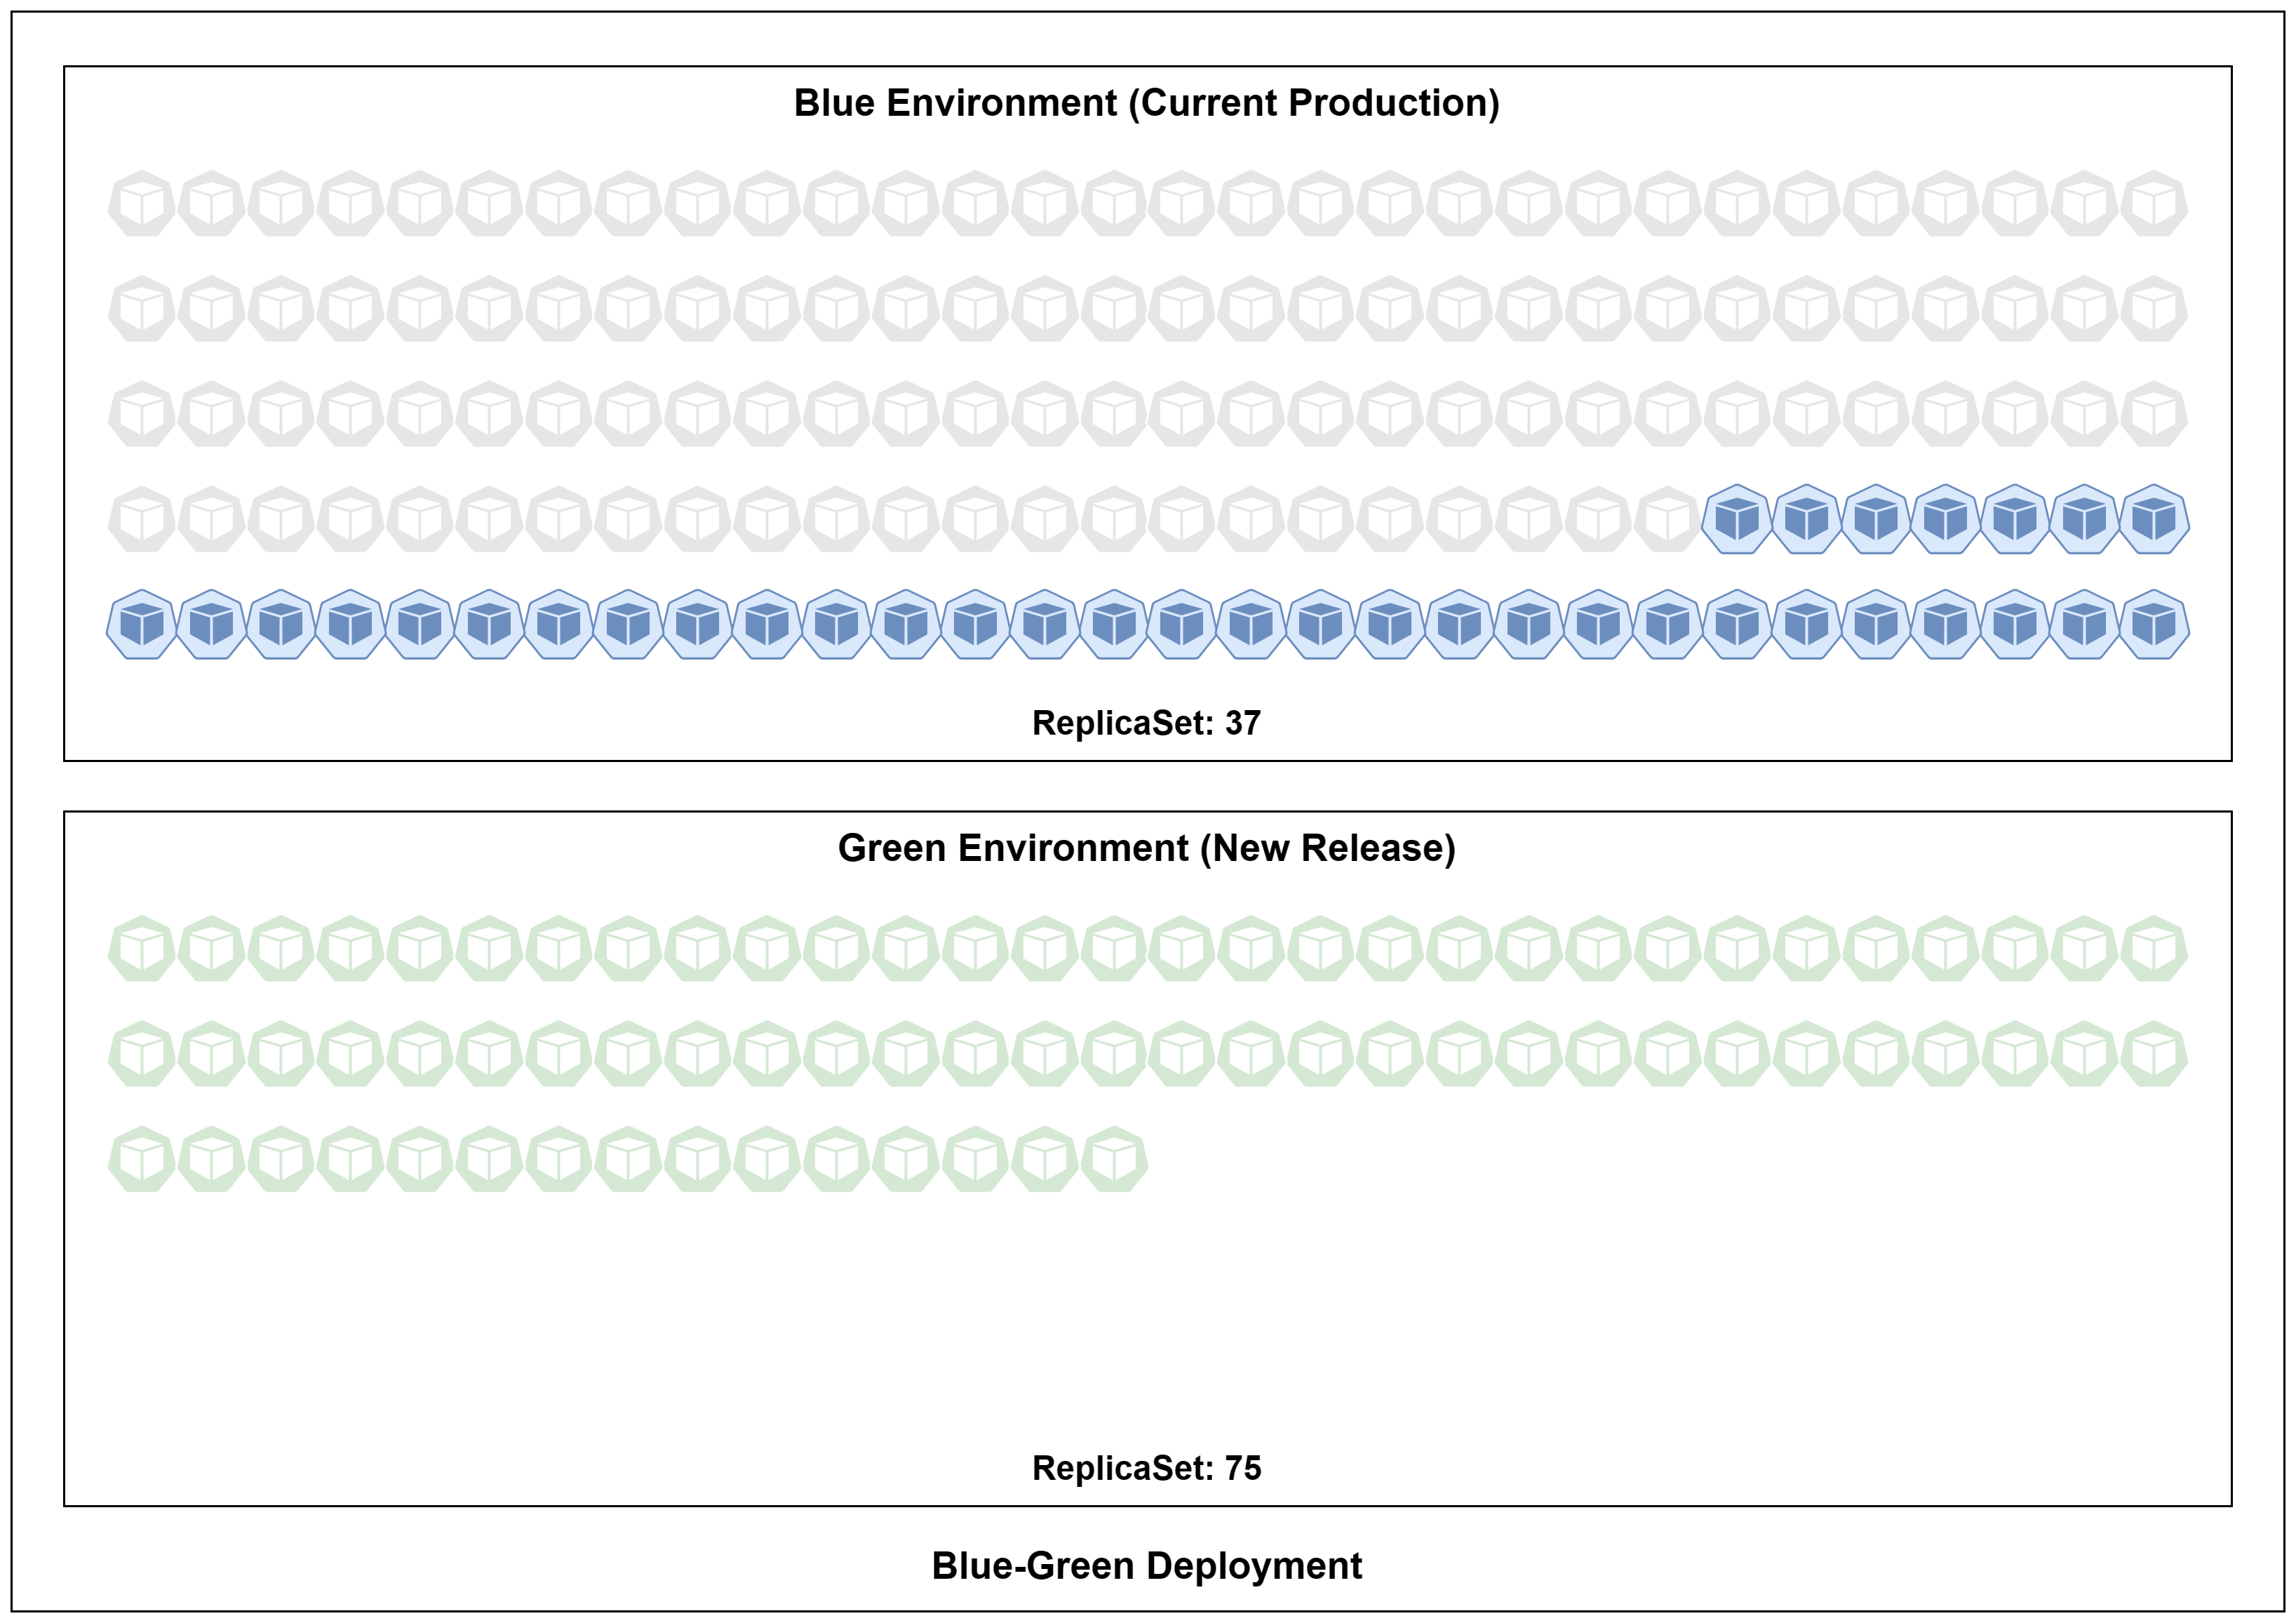 Blue Environment (Current Production)
ReplicaSet: 37
Green Environment (New Release)
ReplicaSet: 75
Blue-Green Deployment